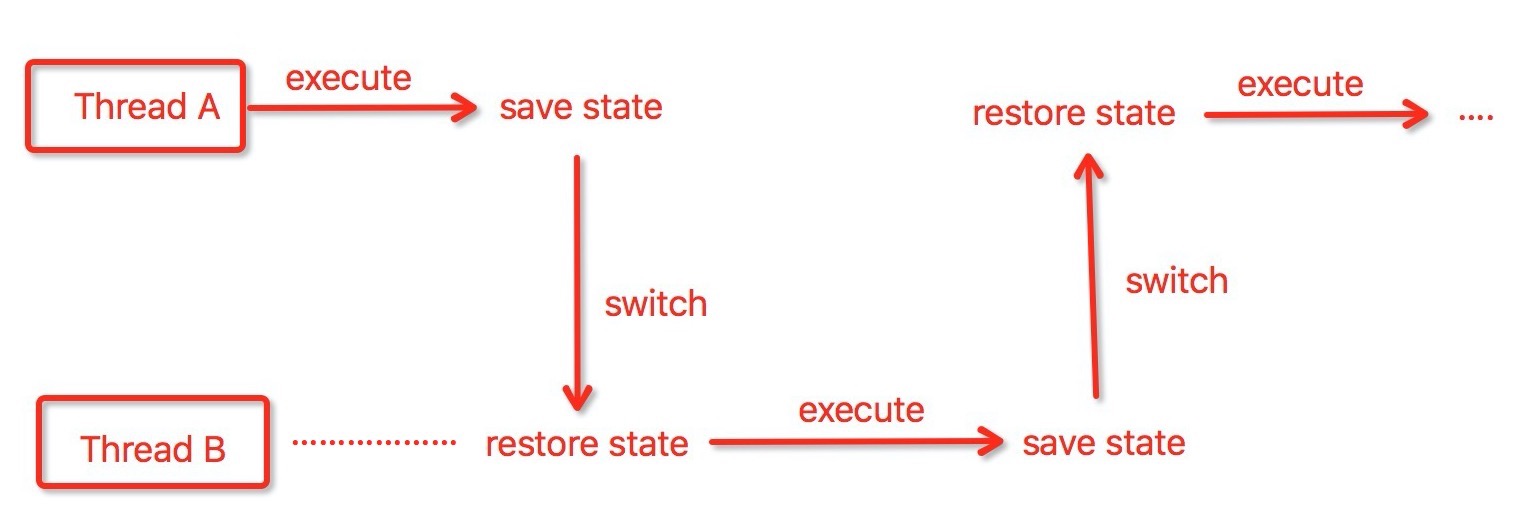 Thread A
execute
save state
restore state
execute
....
switch
switch
Thread B
..................
restore state
execute
save state